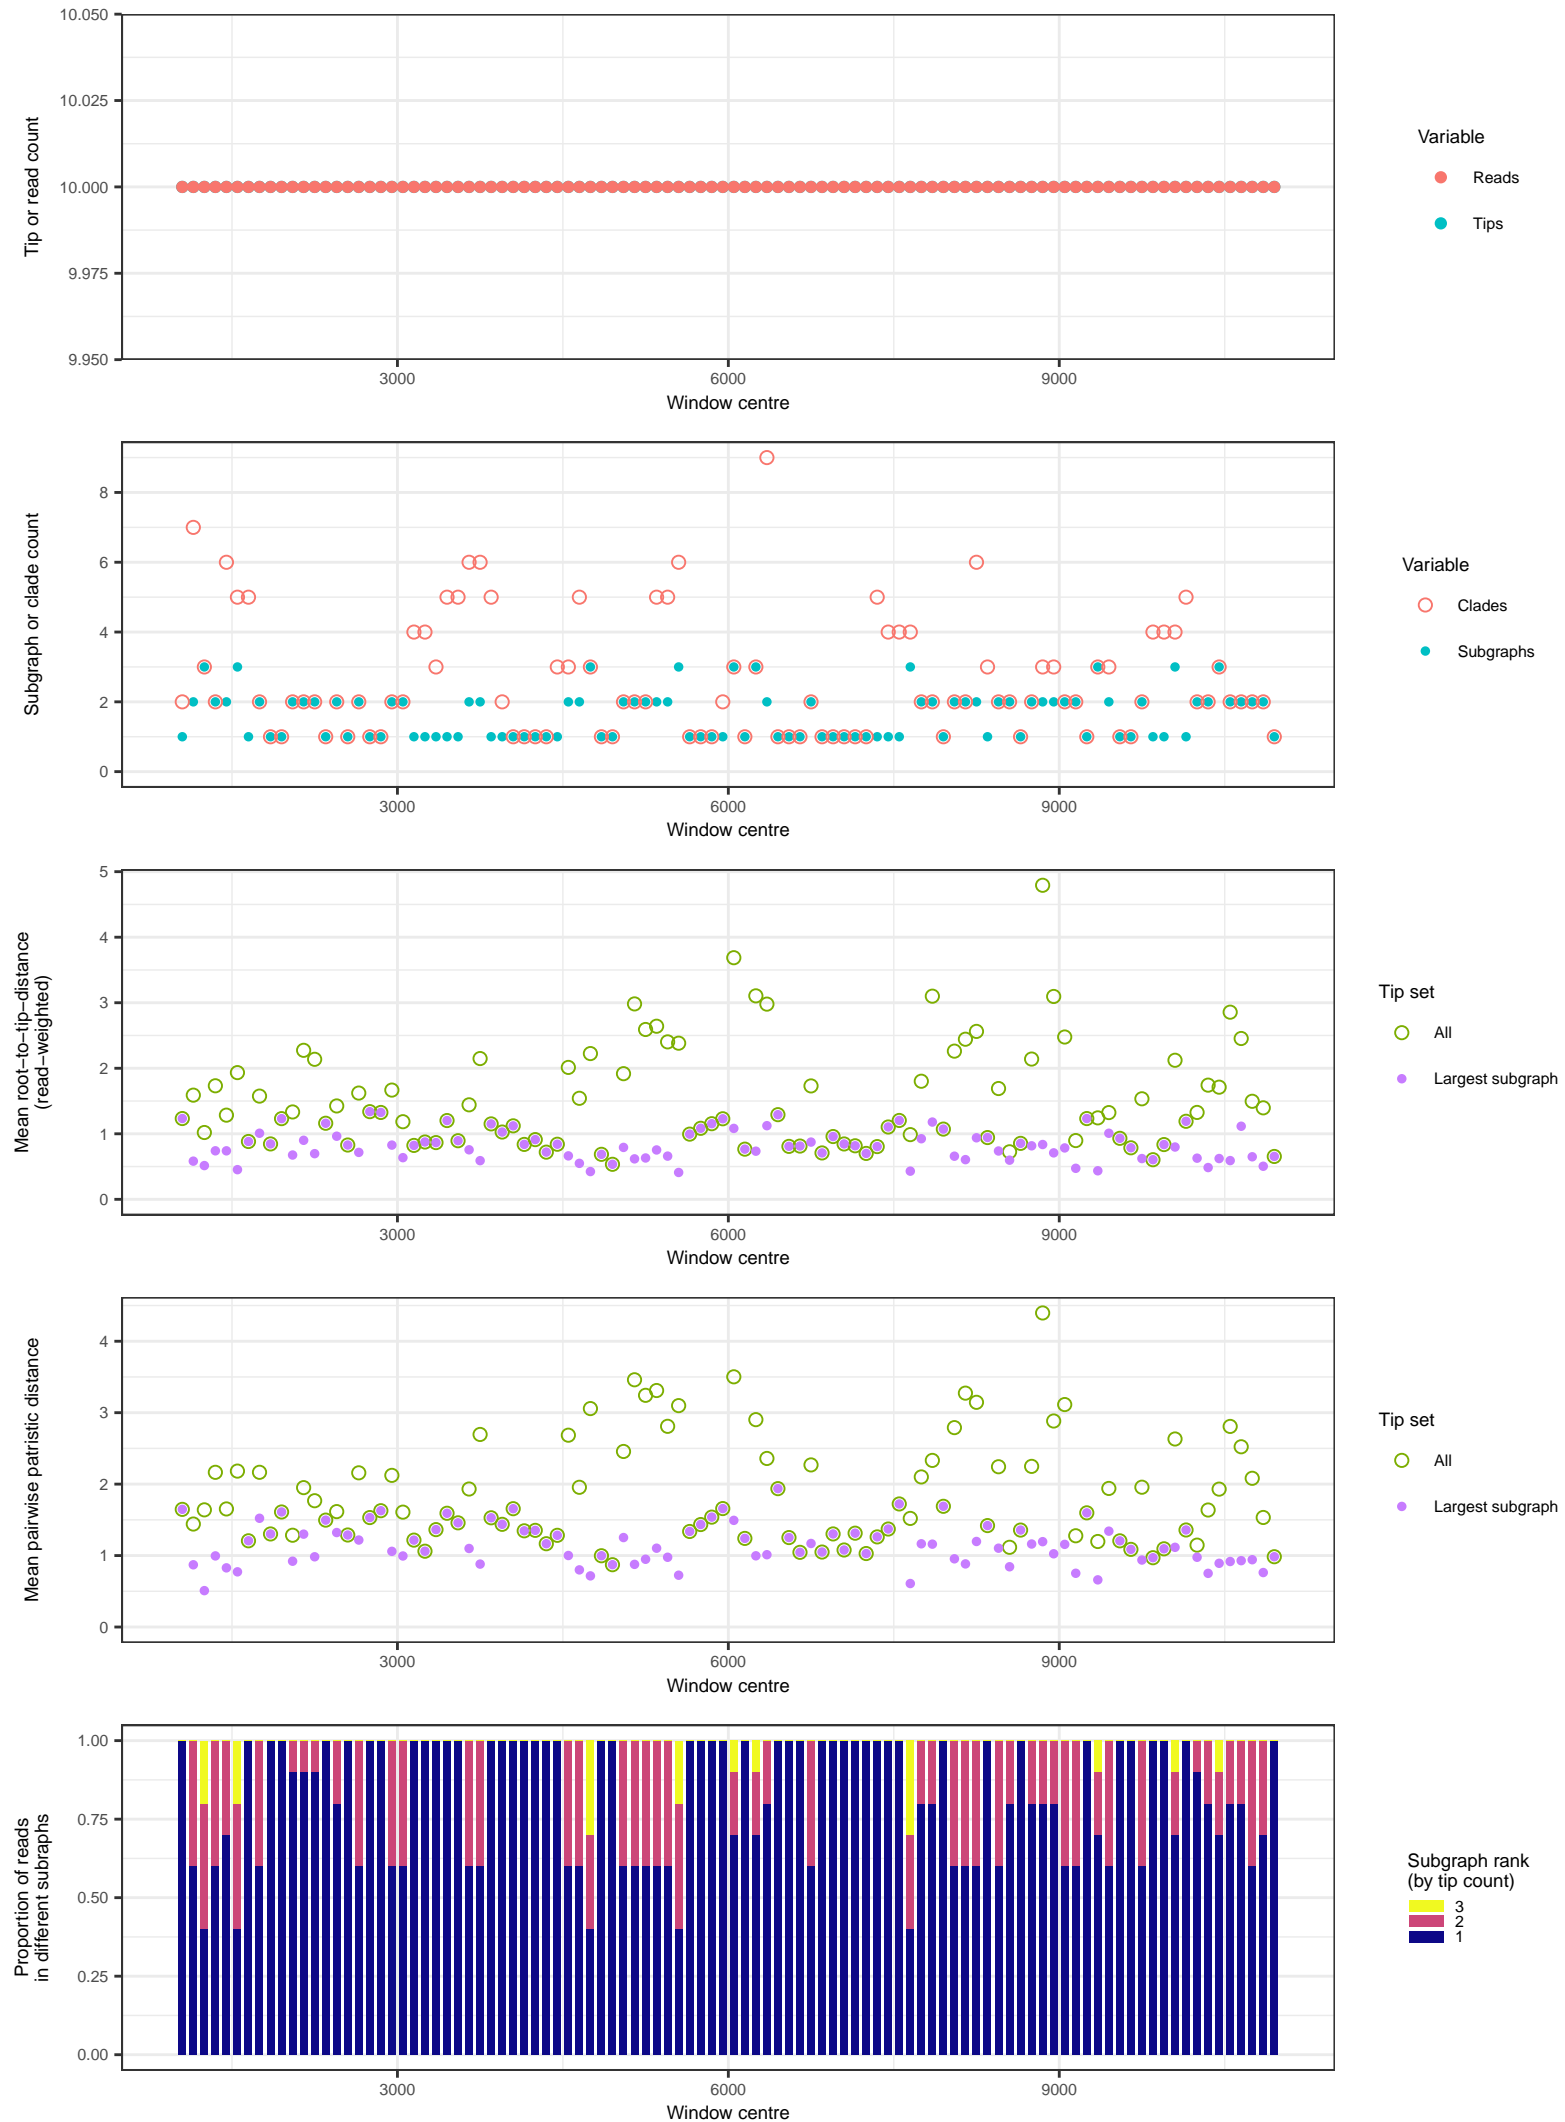 10.050
10.025
10.000
9.975
9.950
Tip or read count
3000
6000
9000
Window centre
Variable
Reads
Tips
8
6
4
2
0
Subgraph or clade count
3000
6000
9000
Window centre
Variable
Clades
Subgraphs
5
4
3
2
1
0
Mean root−to−tip−distance
(read−weighted)
3000
6000
9000
Window centre
Tip set
All
Largest subgraph
4
3
2
1
0
Mean pairwise patristic distance
3000
6000
9000
Window centre
Tip set
All
Largest subgraph
1.00
0.75
0.50
0.25
0.00
Proportion of reads
in different subraphs
3000
6000
9000
Window centre
Subgraph rank
(by tip count)
3
2
1